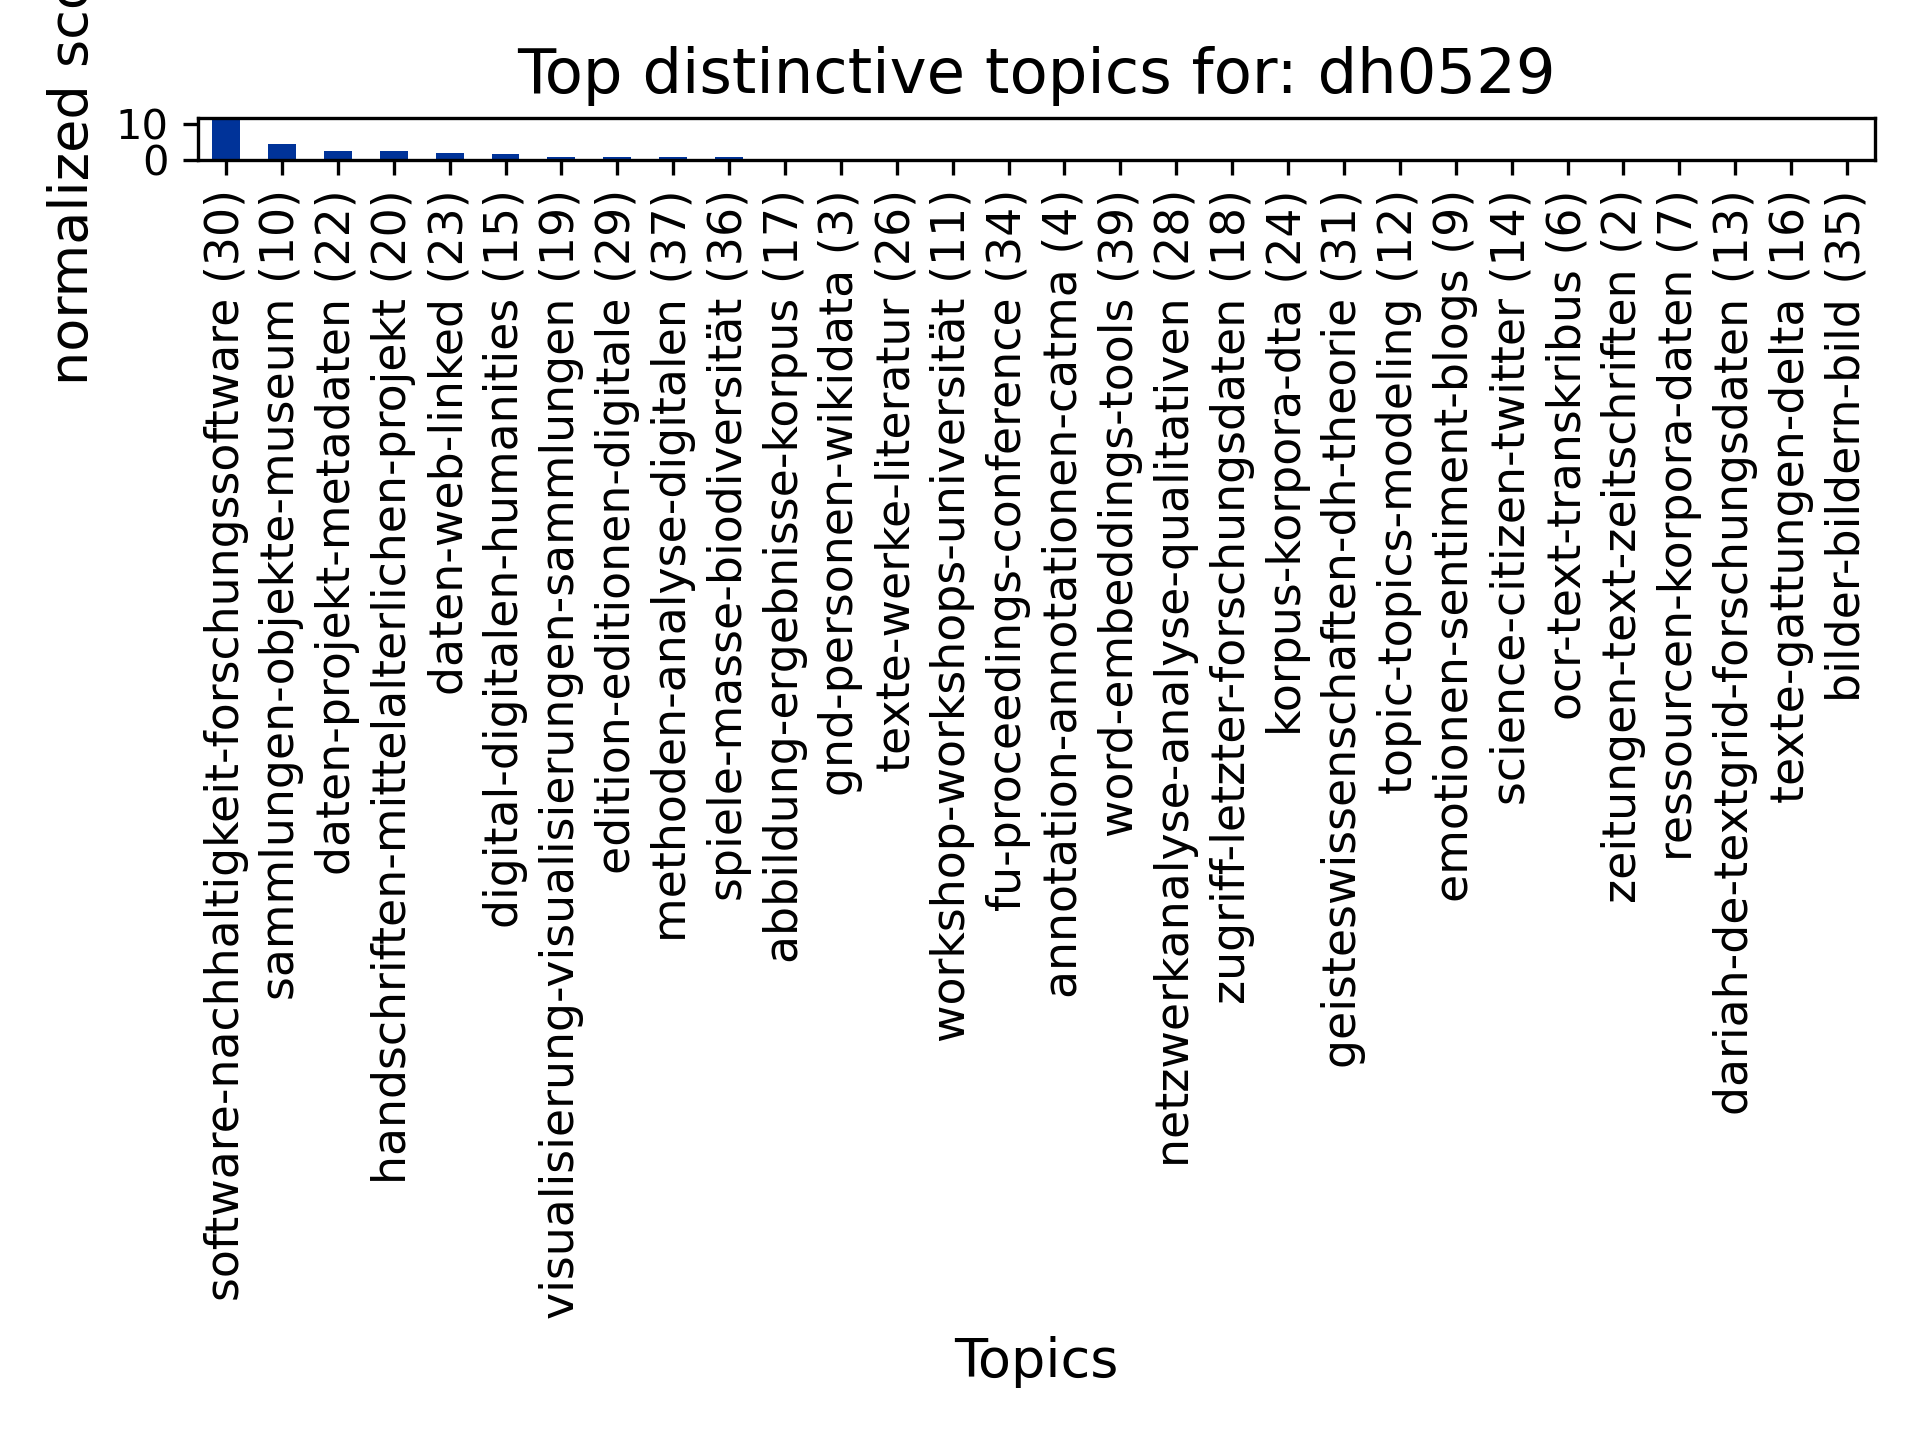 Top distinctive topics for: dh0529
normalized
10
0
software-nachhaltigkeit-forschungssoftware (30)
sammlungen-objekte-museum (10)
daten-projekt-metadaten (22)
handschriften-mittelalterlichen-projekt (20)
daten-web-linked (23)
digital-digitalen-humanities (15)
visualisierung-visualisierungen-sammlungen (19)
edition-editionen-digitale (29)
methoden-analyse-digitalen (37)
spiele-masse-biodiversität (36)
abbildung-ergebnisse-korpus (17)
gnd-personen-wikidata (3)
texte-werke-literatur (26)
workshop-workshops-universität (11)
fu-proceedings-conference (34)
annotation-annotationen-catma (4)
word-embeddings-tools (39)
netzwerkanalyse-analyse-qualitativen (28)
zugriff-letzter-forschungsdaten (18)
korpus-korpora-dta (24)
geisteswissenschaften-dh-theorie (31)
topic-topics-modeling (12)
emotionen-sentiment-blogs (9)
science-citizen-twitter (14)
ocr-text-transkribus (6)
zeitungen-text-zeitschriften (2)
ressourcen-korpora-daten (7)
dariah-de-textgrid-forschungsdaten (13)
texte-gattungen-delta (16)
bilder-bildern-bild (35)
Topics